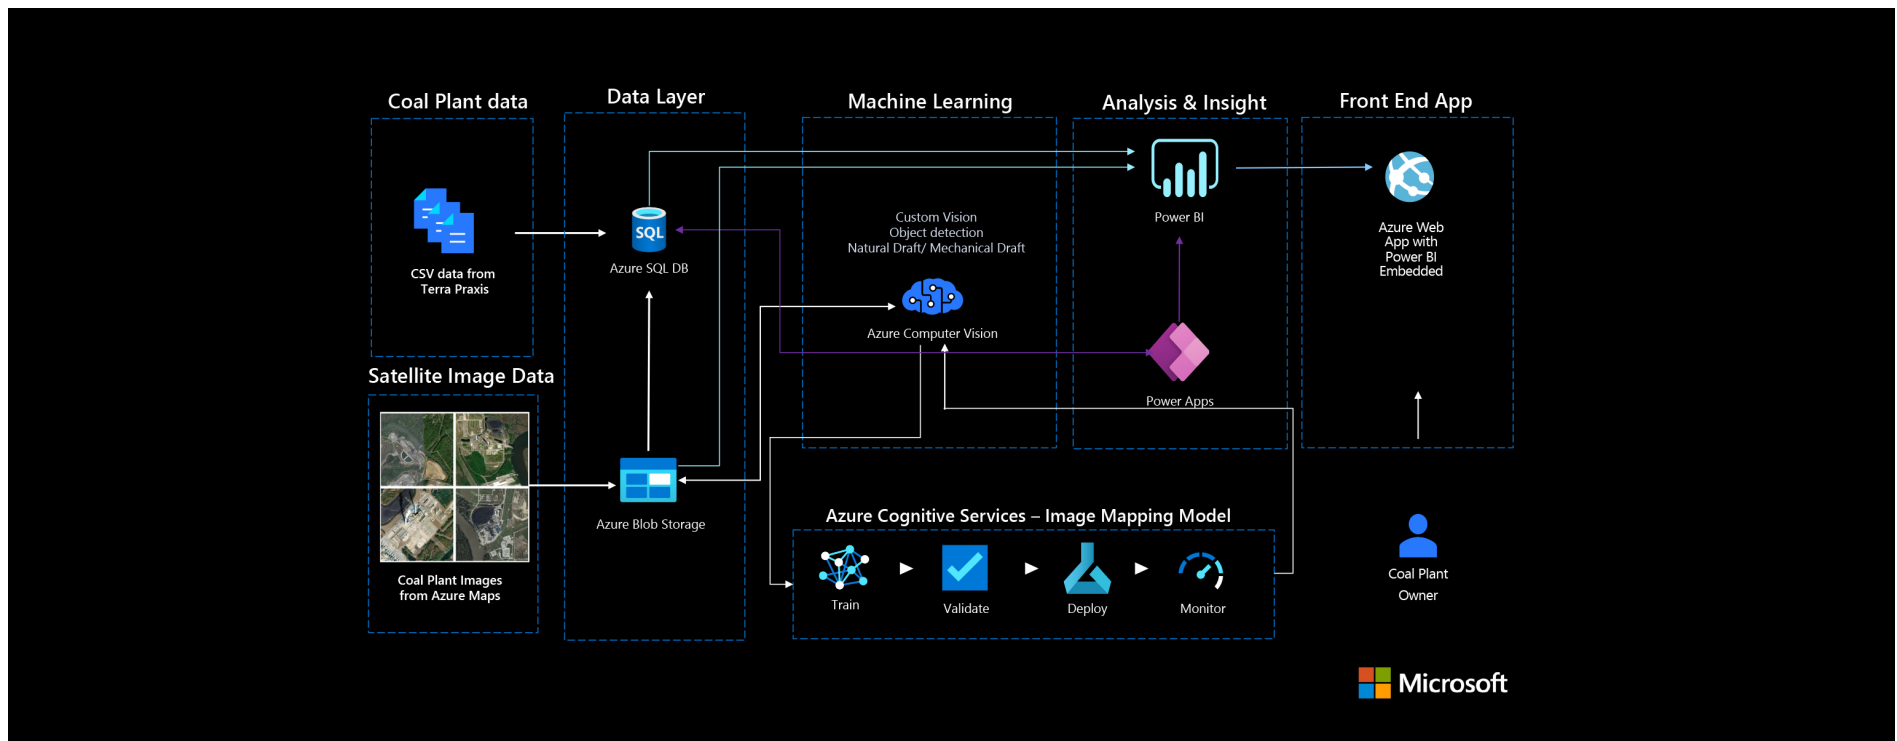 Coal Plant data
Data Layer
Machine Learning
Analysis & Insight
Front End App
CSV data from
Terra Praxis
SQL
Azure SQL DB
Custom Vision
Object detection
Natural Draft/ Mechanical Draft
Azure Computer Vision
Power BI
Power Apps
Azure Web
App with
Power BI
Embedded
Satellite Image Data
Coal Plant Images
from Azure Maps
Azure Blob Storage
Azure Cognitive Services – Image Mapping Model
Train
Validate
Deploy
Monitor
Coal Plant
Owner
Microsoft